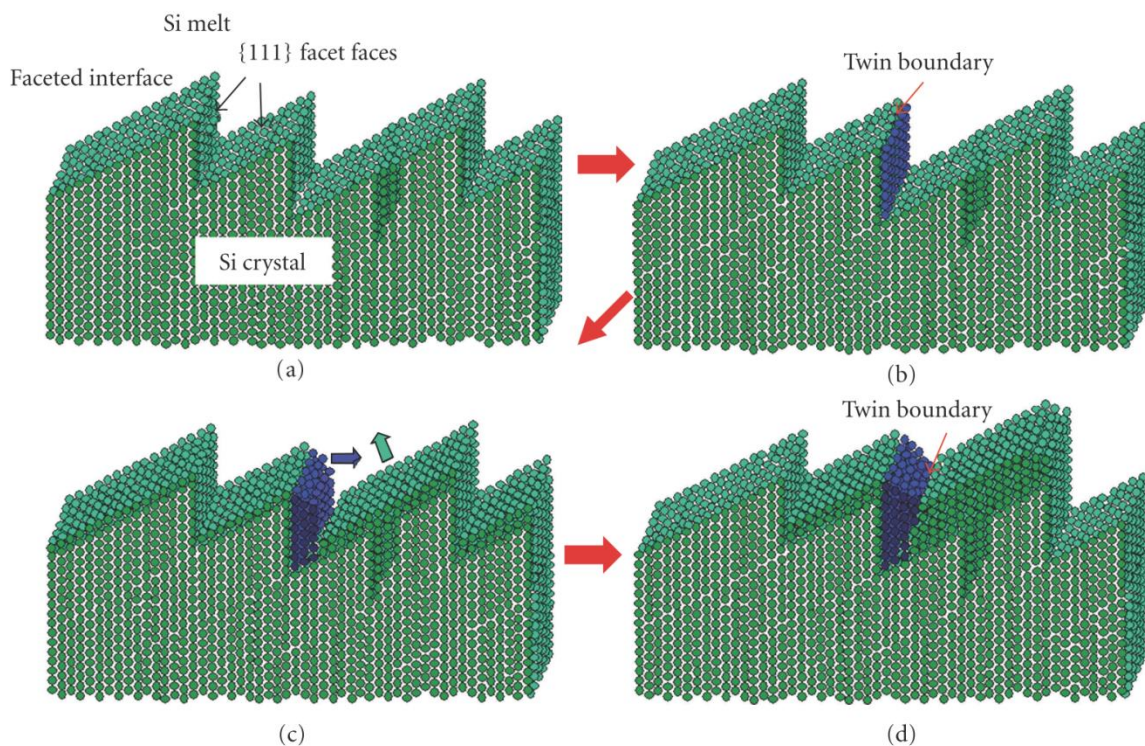 Si melt
{111} facet faces
Faceted interface
Twin boundary
Si crystal
(a)
(b)
Twin boundary
(c)
(d)